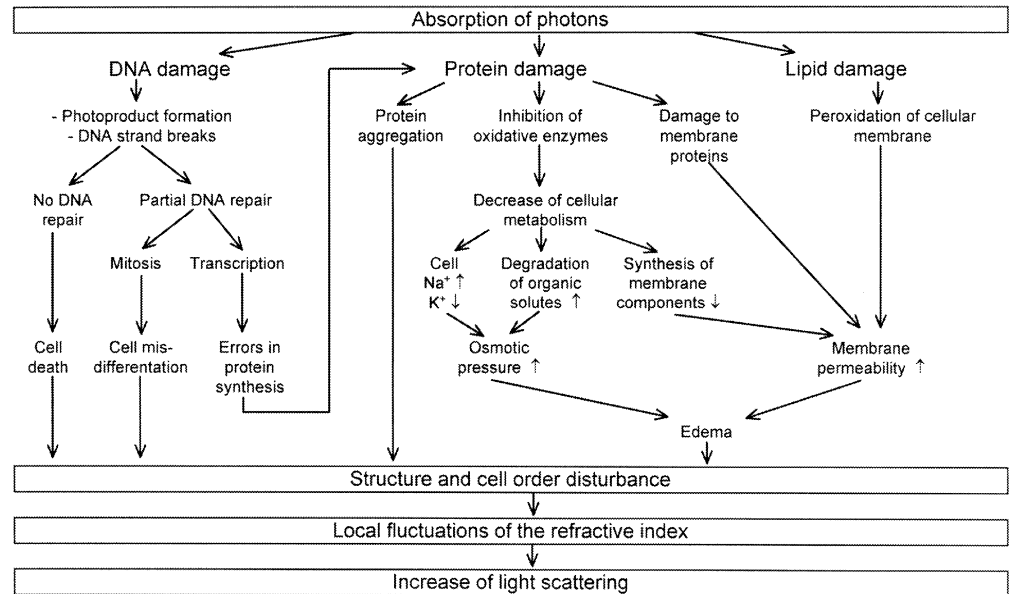 Absorption of photons
DNA damage
Protein damage
Lipid damage
- Photoproduct formation
- DNA strand breaks
Protein
aggregation
Inhibition of
oxidative enzymes
Damage to
membrane
proteins
Peroxidation of cellular
membrane
No DNA
repair
Partial DNA repair
Decrease of cellular
metabolism
Mitosis
Transcription
Cell
Na⁺ ↑
K⁺ ↓
Degradation
of organic
solutes ↑
Synthesis of
membrane
components ↓
Cell
death
Cell mis-
differentation
Errors in
protein
synthesis
Osmotic
pressure ↑
Membrane
permeability ↑
Edema
Structure and cell order disturbance
Local fluctuations of the refractive index
Increase of light scattering